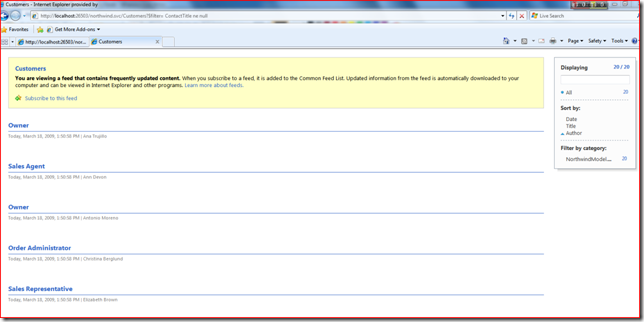 Customers - Internet Explorer provided by
http://localhost:26503/northwind.svc/Customers?$filter= ContactTitle ne null
Live Search
Favorites
Get More Add-ons
http://localhost:26503/nor...
Customers
Page
Safety
Tools
Customers
You are viewing a feed that contains frequently updated content. When you subscribe to a feed, it is added to the Common Feed List. Updated information from the feed is automatically downloaded to your
computer and can be viewed in Internet Explorer and other programs. Learn more about feeds.
Subscribe to this feed
Owner
Today, March 18, 2009, 1:50:58 PM | Ana Trujillo
Sales Agent
Today, March 18, 2009, 1:50:58 PM | Ann Devon
Owner
Today, March 18, 2009, 1:50:58 PM | Antonio Moreno
Order Administrator
Today, March 18, 2009, 1:50:58 PM | Christina Berglund
Sales Representative
Today, March 18, 2009, 1:50:58 PM | Elizabeth Brown
Displaying 20 / 20
All 20
Sort by:
Date
Title
Author
Filter by category:
NorthwindModel.... 20